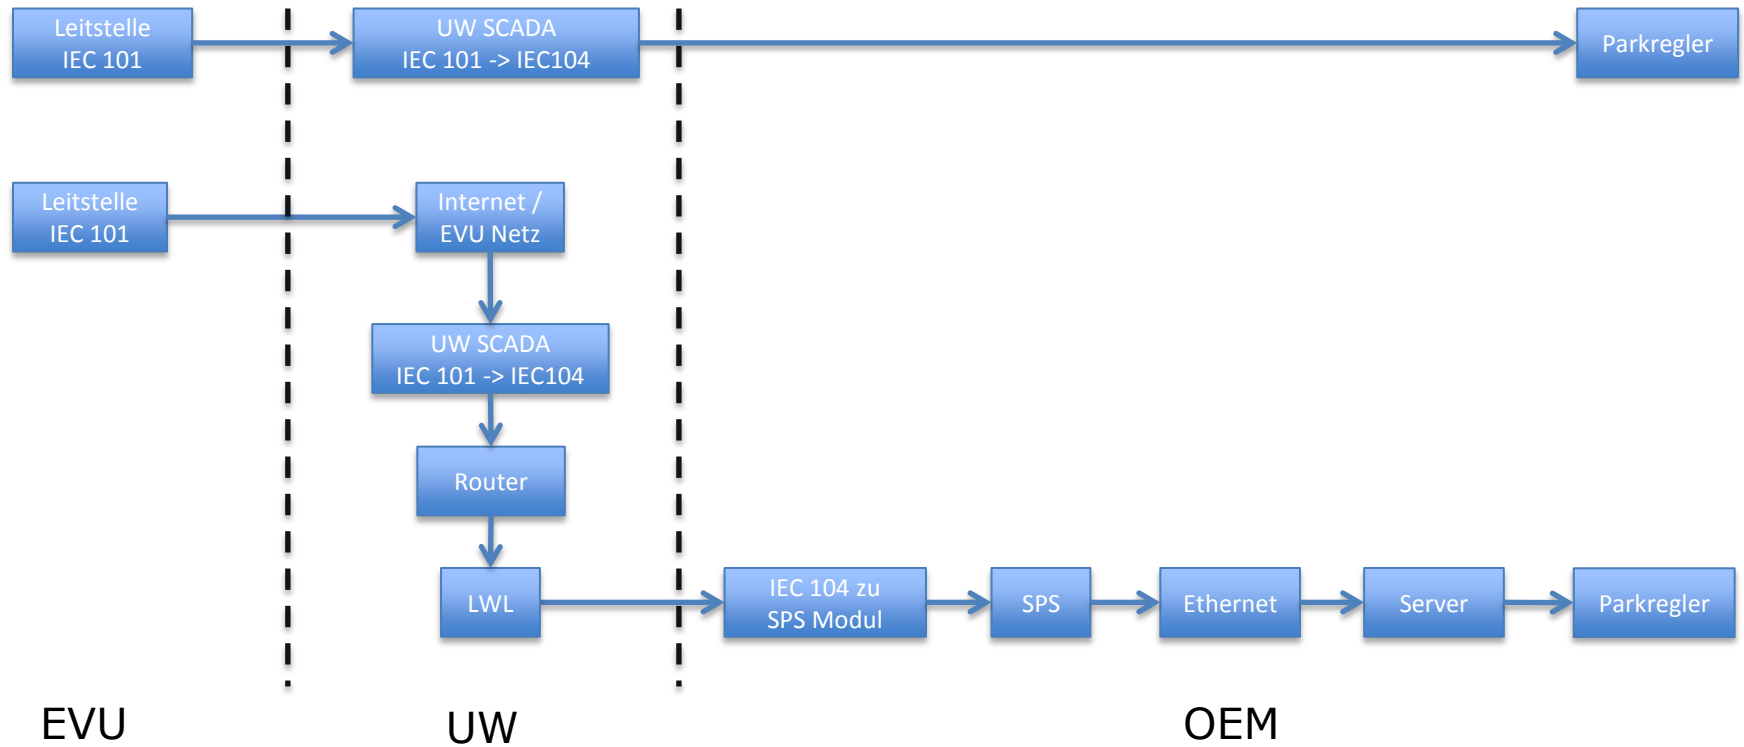 Leitstelle
IEC 101
UW SCADA
IEC 101 -> IEC104
Parkregler
Leitstelle
IEC 101
Internet /
EVU Netz
UW SCADA
IEC 101 -> IEC104
Router
LWL
IEC 104 zu
SPS Modul
SPS
Ethernet
Server
Parkregler
EVU
UW
OEM